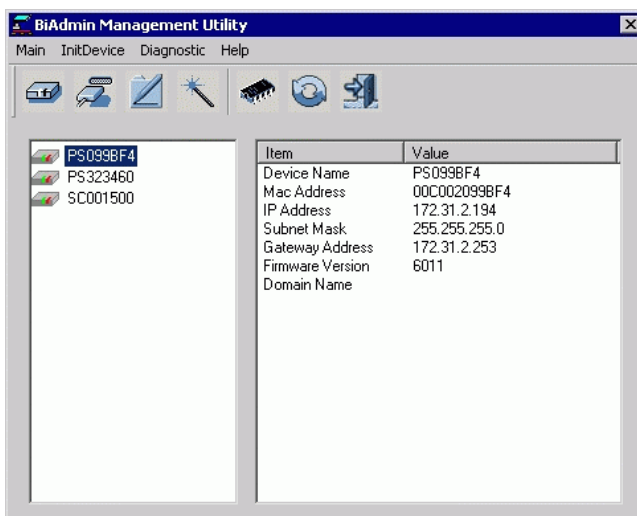 BiAdmin Management Utility
Main InitDevice Diagnostic Help
PS099BF4
PS323460
SC001500
Item Value
Device Name PS099BF4
Mac Address 00C002099BF4
IP Address 172.31.2.194
Subnet Mask 255.255.255.0
Gateway Address 172.31.2.253
Firmware Version 6011
Domain Name